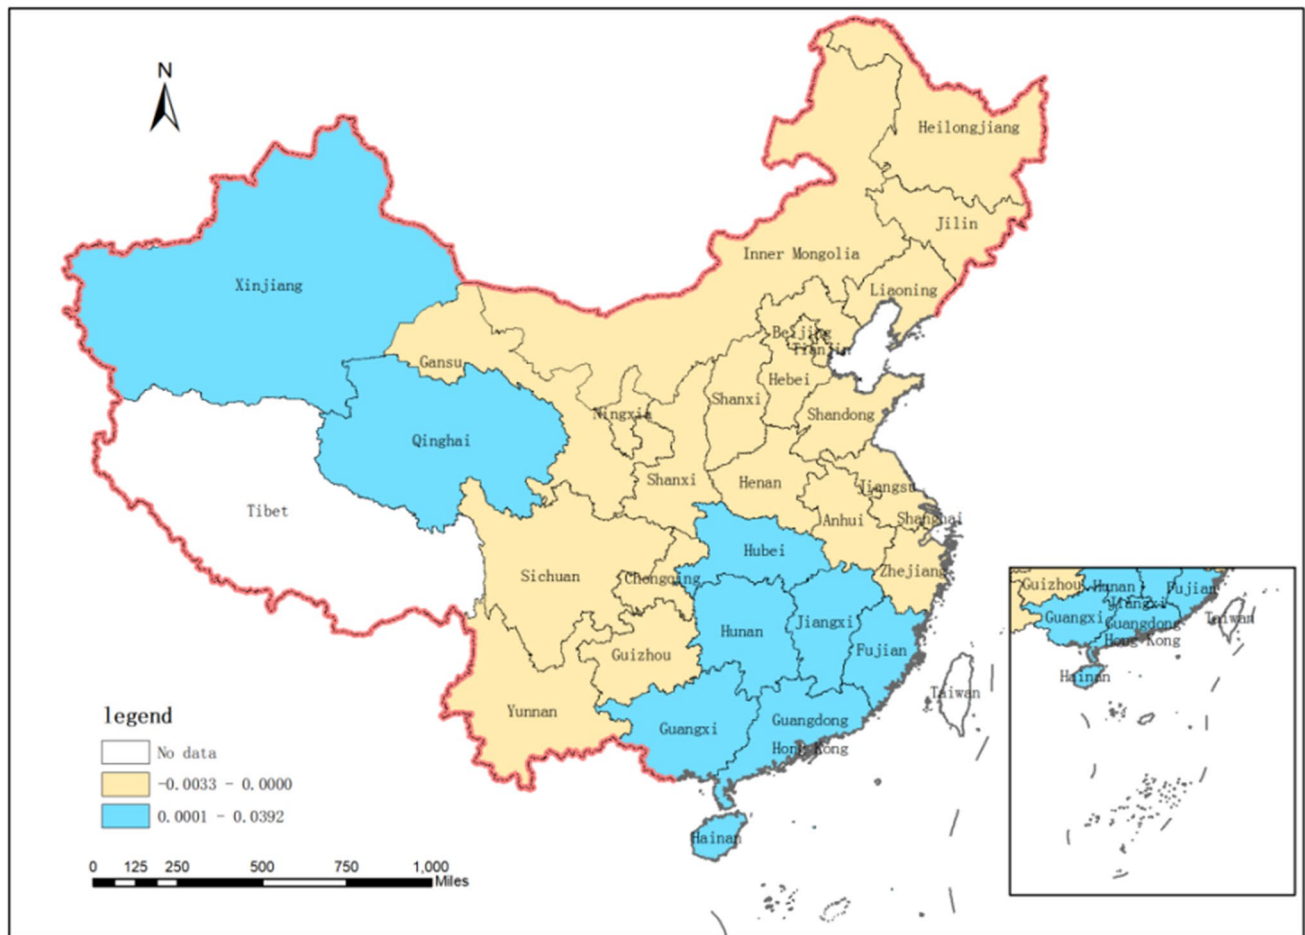 N
Heilongjiang
Jilin
Inner Mongolia
Xinjiang
Liaoning
Beijing
Tianjin
Gansu
Hebei
Shanxi
Ningxia
Shandong
Qinghai
Shanxi
Henan
Jiangsu
Tibet
Anhui
Shanghai
Hubei
Zhejiang
Sichuan
Chongqing
Jiangxi
Hunan
Fujian
Guizhou
Taiwan
Yunnan
Guangdong
Guangxi
Hong Kong
Hainan
Guizhou
Hunan
Fujian
Jiangxi
Guangxi
Guangdong
Taiwan
Hong Kong
Hainan
legend
No data
-0.0033 - 0.0000
0.0001 - 0.0392
0 125 250 500 750 1,000
Miles